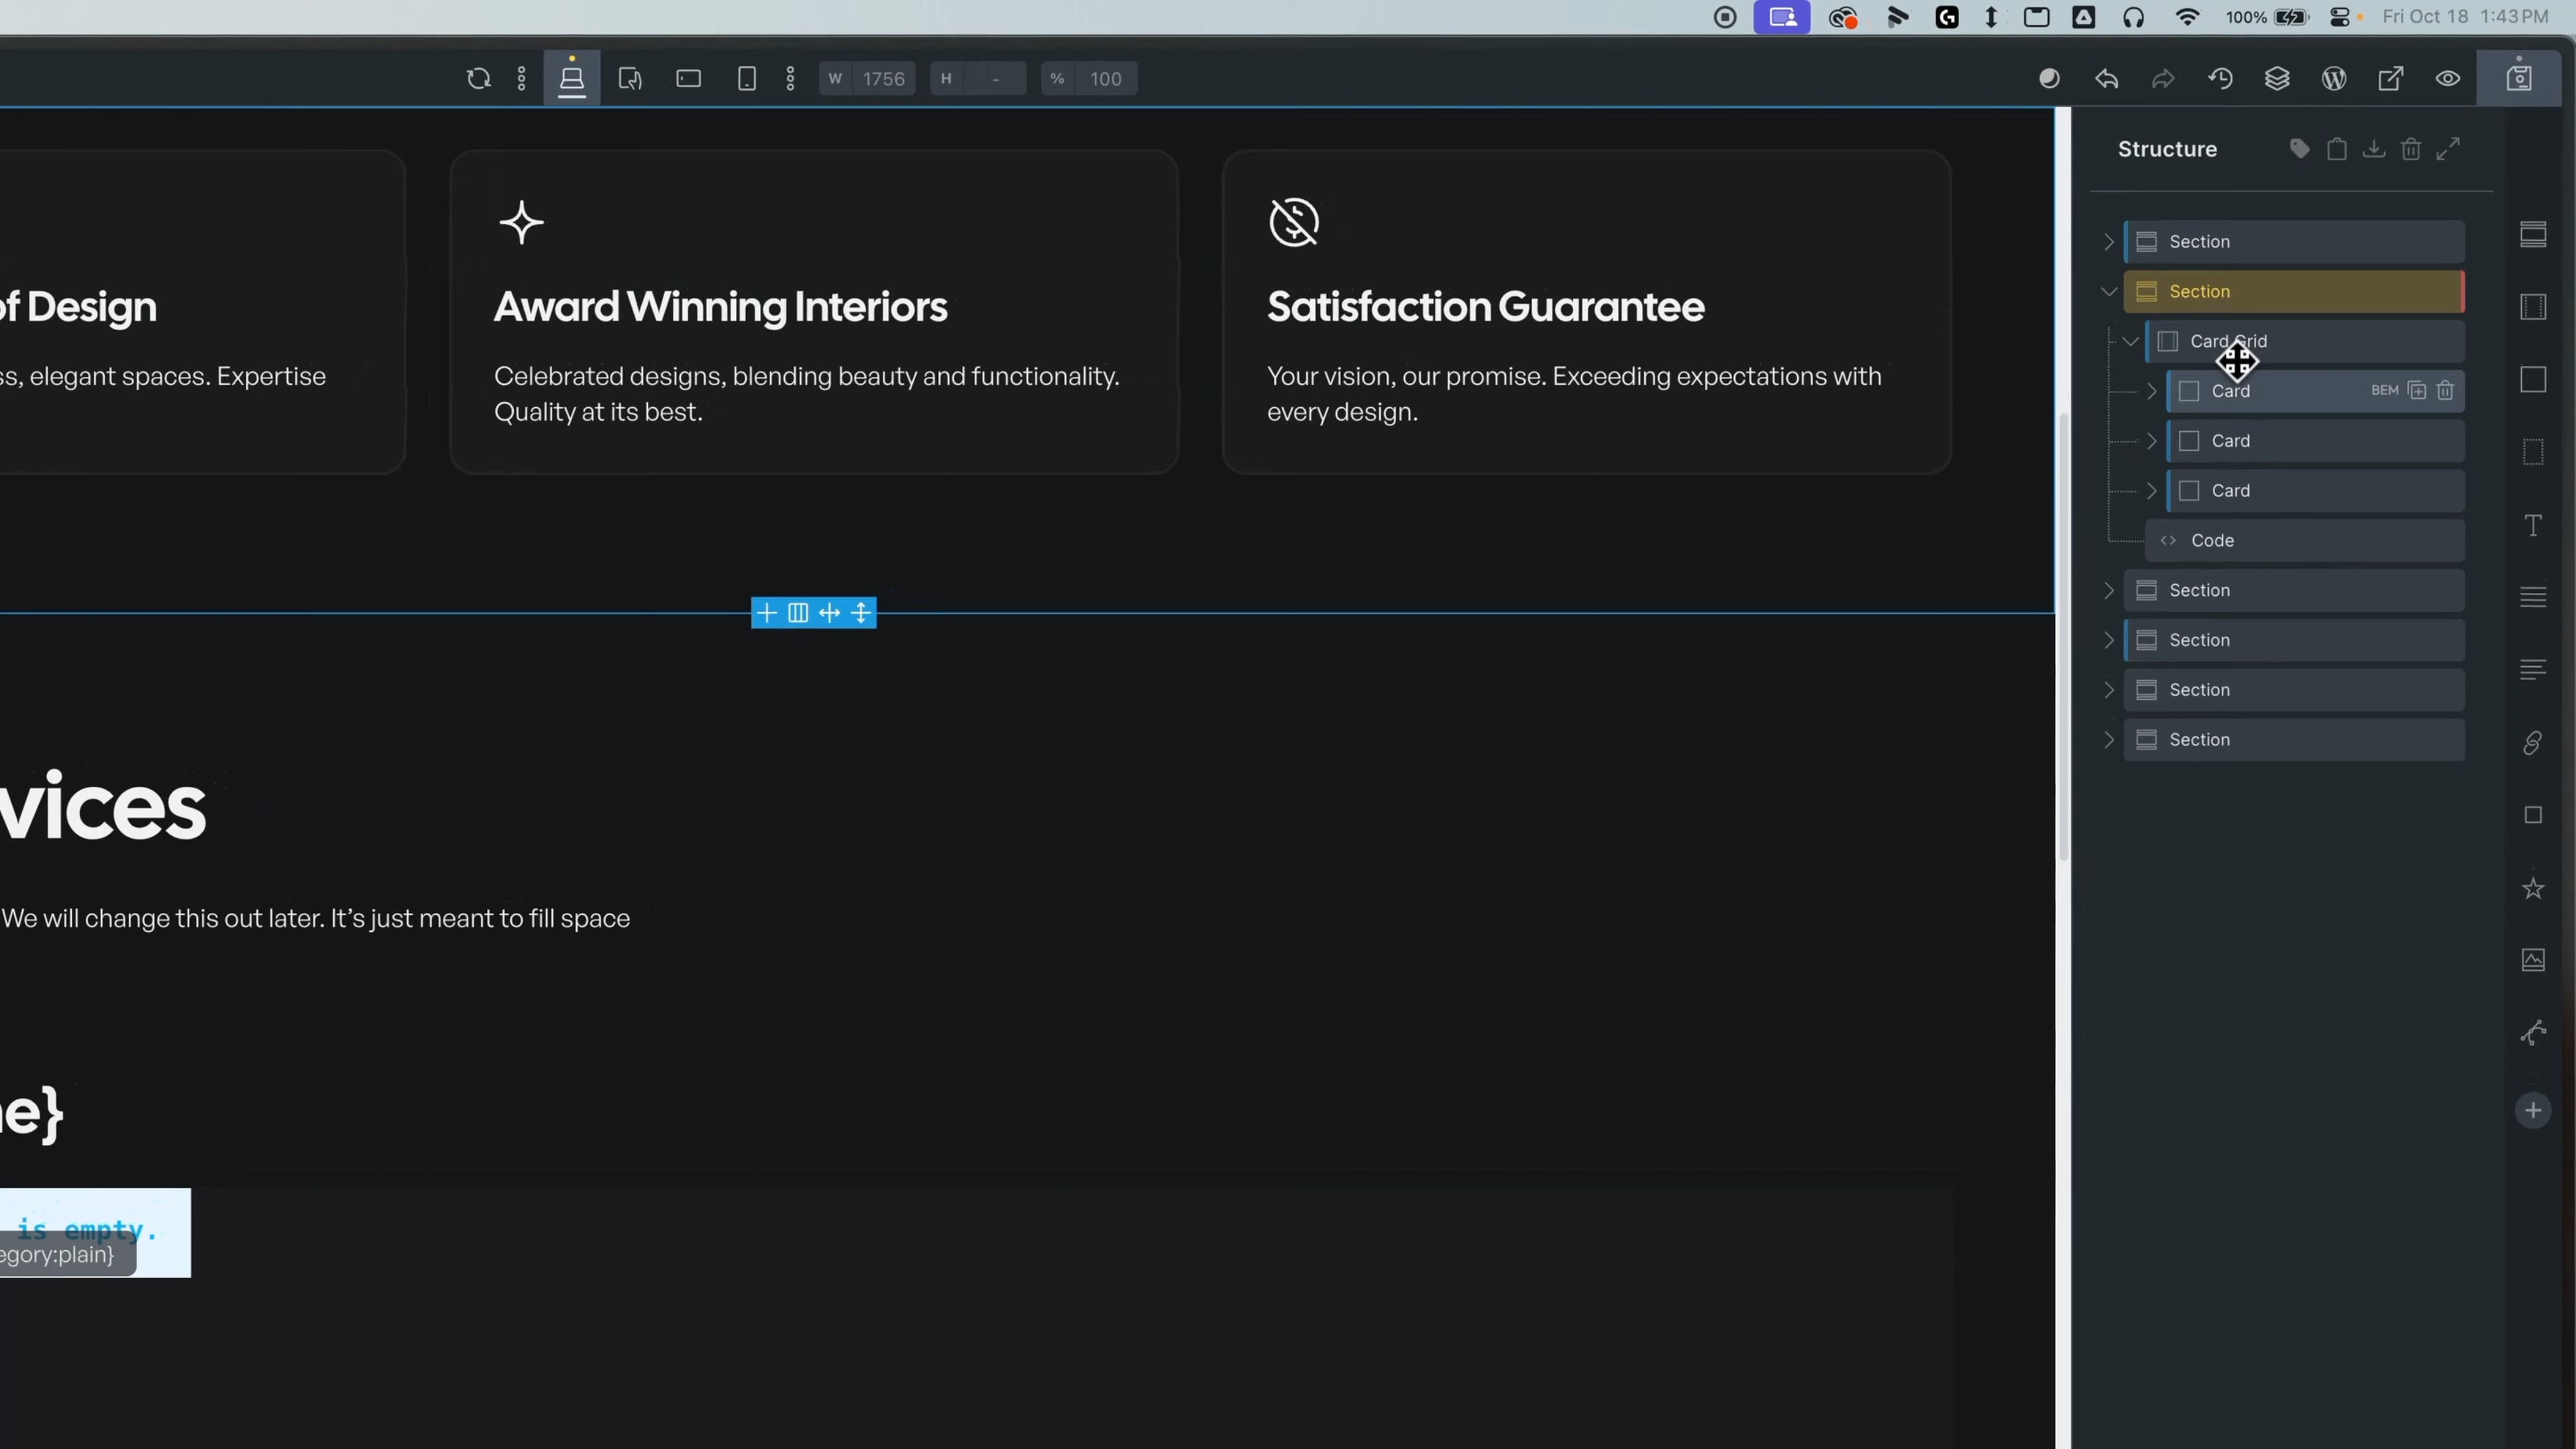 100%
Fri Oct 18 1:43 PM
W 1756
H -
% 100
Structure
Section
Section
Card Grid
Card BEM
Card
Card
Code
Section
Section
Section
Section
of Design
ss, elegant spaces. Expertise
Award Winning Interiors
Celebrated designs, blending beauty and functionality.
Quality at its best.
Satisfaction Guarantee
Your vision, our promise. Exceeding expectations with
every design.
vices
We will change this out later. It's just meant to fill space
ne}
is empty.
egory:plain}